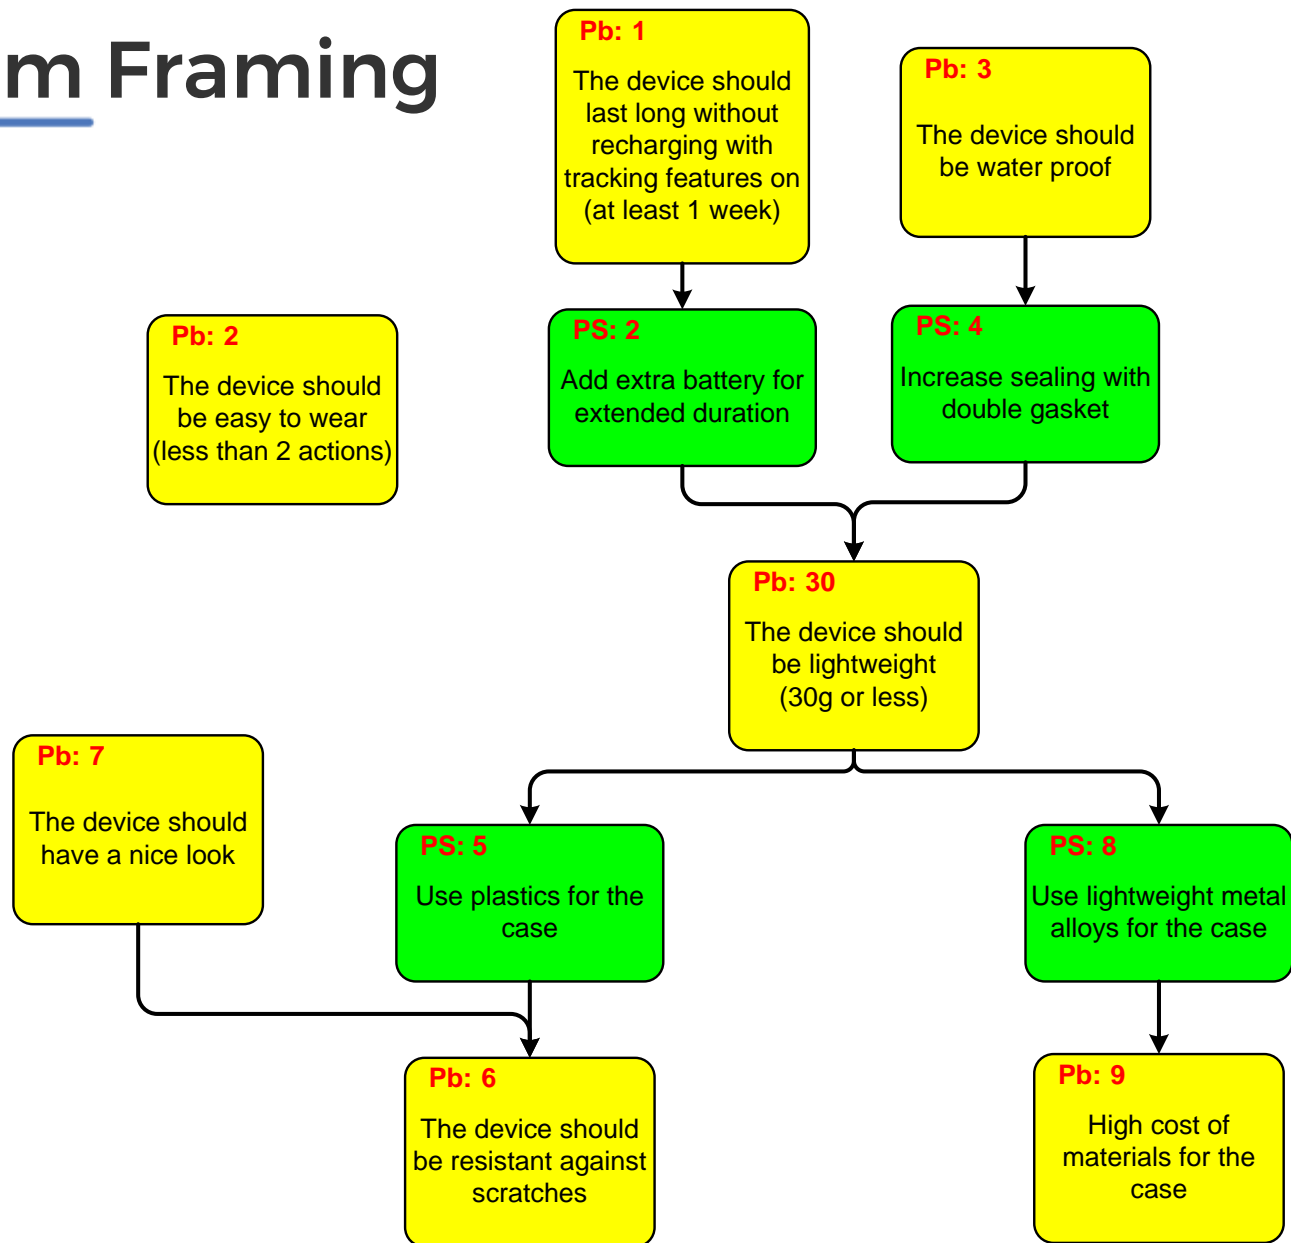 m Framing
Pb: 1
The device should
last long without
recharging with
tracking features on
(at least 1 week)
Pb: 3
The device should
be water proof
Pb: 2
The device should
be easy to wear
(less than 2 actions)
PS: 2
Add extra battery for
extended duration
PS: 4
Increase sealing with
double gasket
Pb: 30
The device should
be lightweight
(30g or less)
Pb: 7
The device should
have a nice look
PS: 5
Use plastics for the
case
PS: 8
Use lightweight metal
alloys for the case
Pb: 6
The device should
be resistant against
scratches
Pb: 9
High cost of
materials for the
case